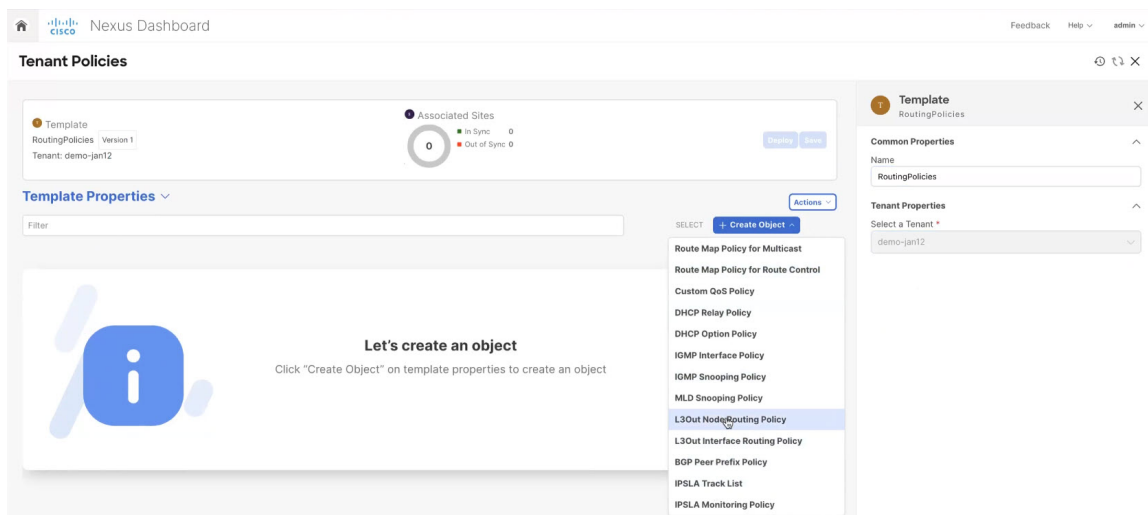 CISCO Nexus Dashboard
Feedback Help admin
Tenant Policies
T Template
RoutingPolicies Version 1
Tenant: demo-jan12
Associated Sites
0
In Sync 0
Out of Sync 0
Deploy Save
Template Properties
Actions
Filter
SELECT + Create Object
Route Map Policy for Multicast
Route Map Policy for Route Control
Custom QoS Policy
DHCP Relay Policy
DHCP Option Policy
IGMP Interface Policy
IGMP Snooping Policy
MLD Snooping Policy
L3Out Node Routing Policy
L3Out Interface Routing Policy
BGP Peer Prefix Policy
IPSLA Track List
IPSLA Monitoring Policy
Let's create an object
Click "Create Object" on template properties to create an object
T Template
RoutingPolicies
Common Properties
Name
RoutingPolicies
Tenant Properties
Select a Tenant *
demo-jan12